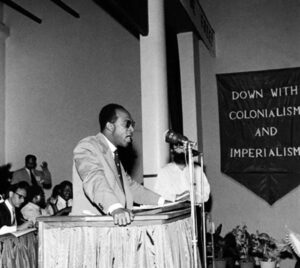 DOWN WITH
COLONIALISM
AND
IMPERIALISM